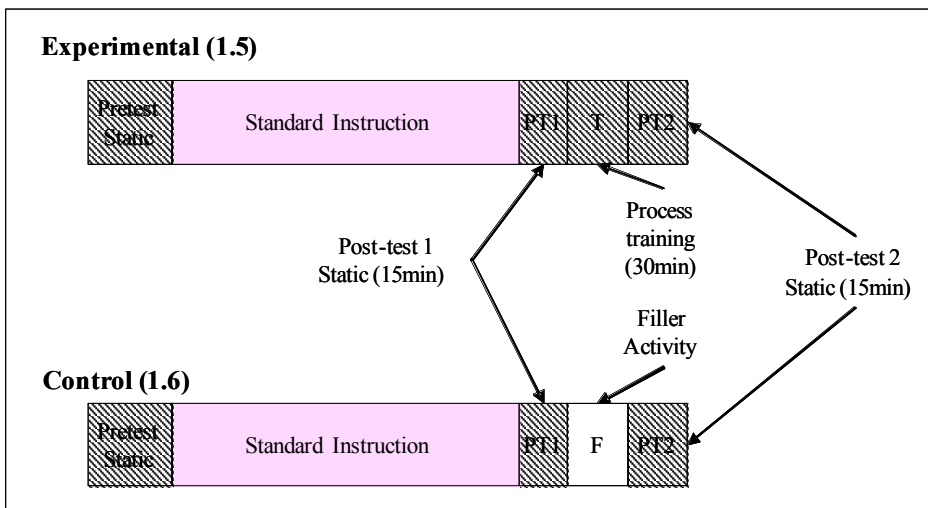 Experimental (1.5)
Pretest
Static
Standard Instruction
PT1
T
PT2
Post-test 1
Static (15min)
Process
training
(30min)
Post-test 2
Static (15min)
Filler
Activity
Control (1.6)
Pretest
Static
Standard Instruction
PT1
F
PT2